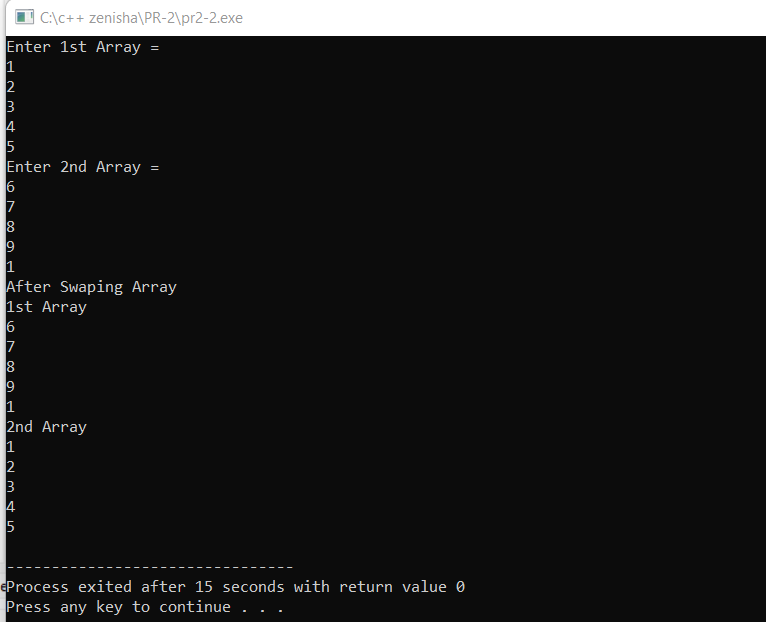 C:\c++ zenisha\PR-2\pr2-2.exe
Enter 1st Array =
1
2
3
4
5
Enter 2nd Array =
6
7
8
9
1
After Swaping Array
1st Array
6
7
8
9
1
2nd Array
1
2
3
4
5
--------------------------------
Process exited after 15 seconds with return value 0
Press any key to continue . . .